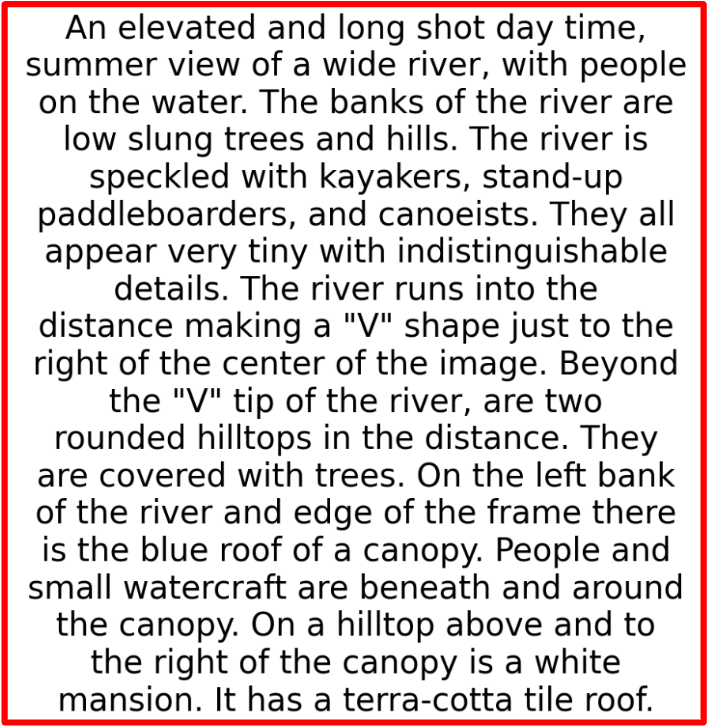 An elevated and long shot day time,
summer view of a wide river, with people
on the water. The banks of the river are
low slung trees and hills. The river is
speckled with kayakers, stand-up
paddleboarders, and canoeists. They all
appear very tiny with indistinguishable
details. The river runs into the
distance making a "V" shape just to the
right of the center of the image. Beyond
the "V" tip of the river, are two
rounded hilltops in the distance. They
are covered with trees. On the left bank
of the river and edge of the frame there
is the blue roof of a canopy. People and
small watercraft are beneath and around
the canopy. On a hilltop above and to
the right of the canopy is a white
mansion. It has a terra-cotta tile roof.